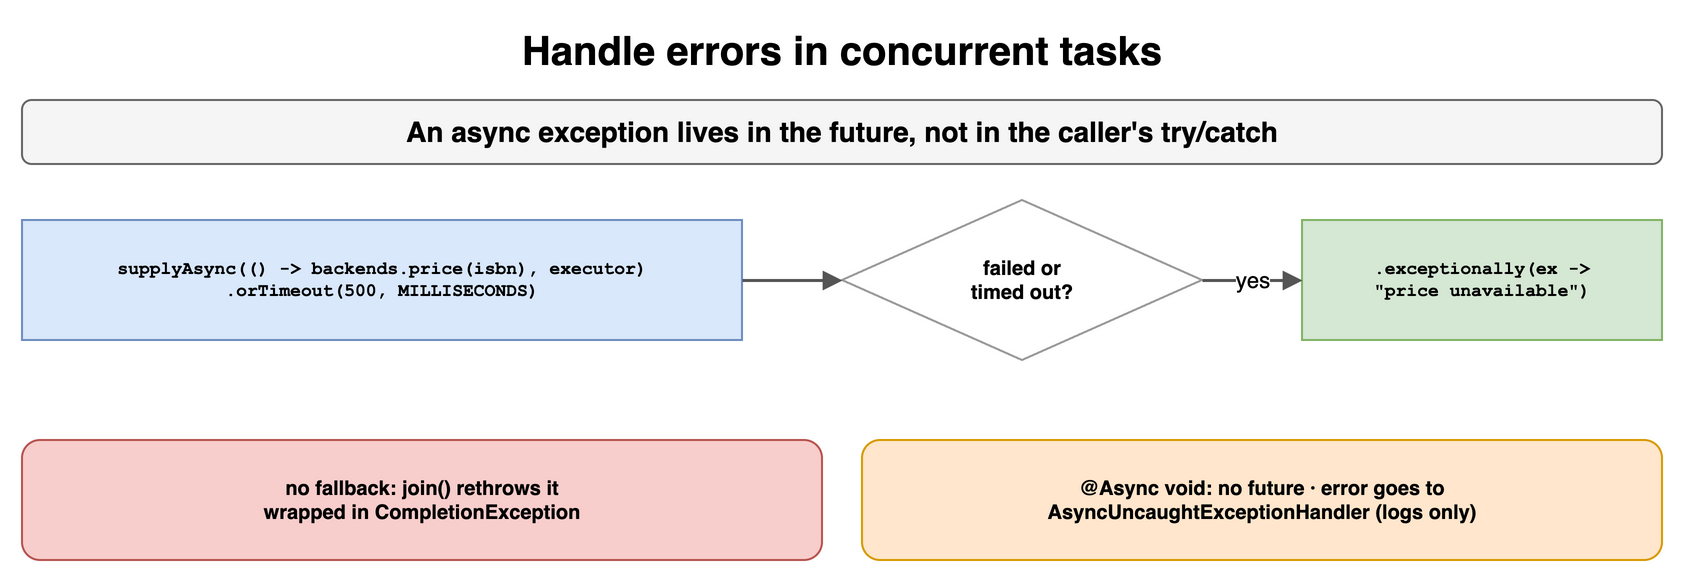 Handle errors in concurrent tasks
An async exception lives in the future, not in the caller's try/catch
supplyAsync(() -> backends.price(isbn), executor)
.orTimeout(500, MILLISECONDS)
failed or
timed out?
yes
.exceptionally(ex ->
"price unavailable")
no fallback: join() rethrows it
wrapped in CompletionException
@Async void: no future · error goes to
AsyncUncaughtExceptionHandler (logs only)